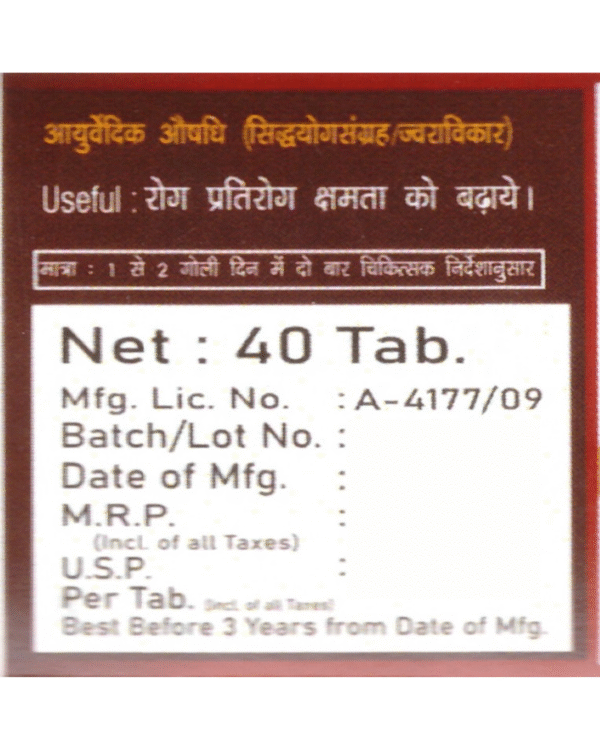 आयुर्वेदिक औषधि (सिद्धयोगसंग्रह/ज्वराविकार)
Useful : रोग प्रतिरोग क्षमता को बढ़ाये।
मात्रा : 1 से 2 गोली दिन में दो बार चिकित्सक निर्देशानुसार
Net : 40 Tab.
Mfg. Lic. No. : A-4177/09
Batch/Lot No. :
Date of Mfg. :
M.R.P. :
(Incl. of all Taxes)
U.S.P. :
Per Tab. (Incl. of all Taxes)
Best Before 3 Years from Date of Mfg.